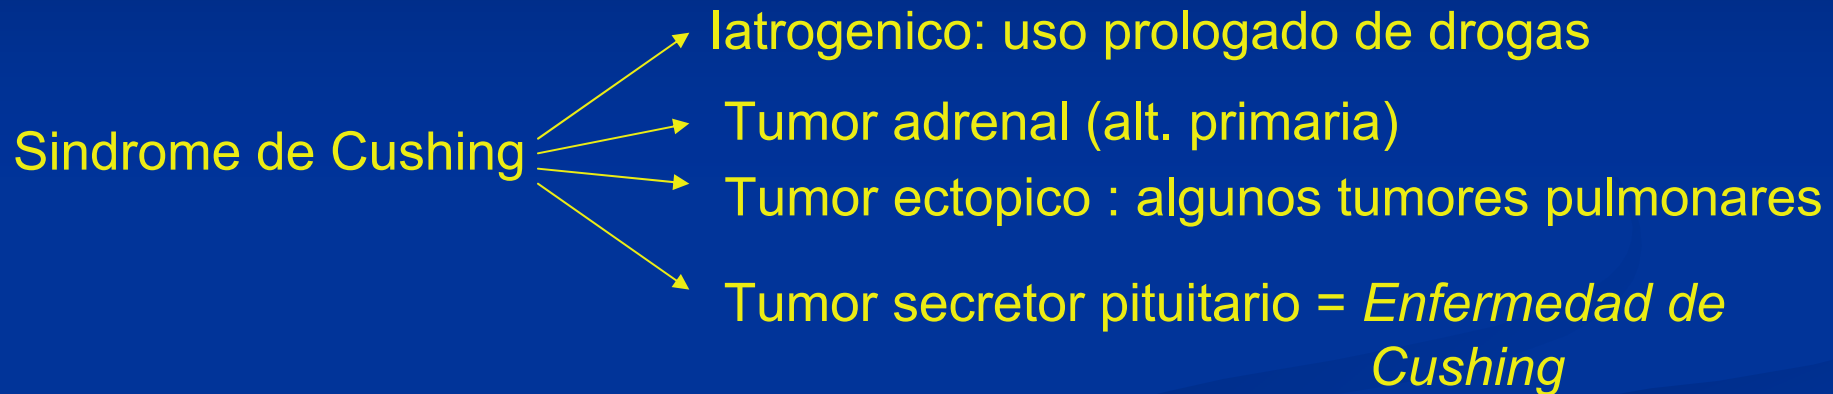 Iatrogenico: uso prologado de drogas
Tumor adrenal (alt. primaria)
Sindrome de Cushing
Tumor ectopico : algunos tumores pulmonares
Tumor secretor pituitario = Enfermedad de
Cushing